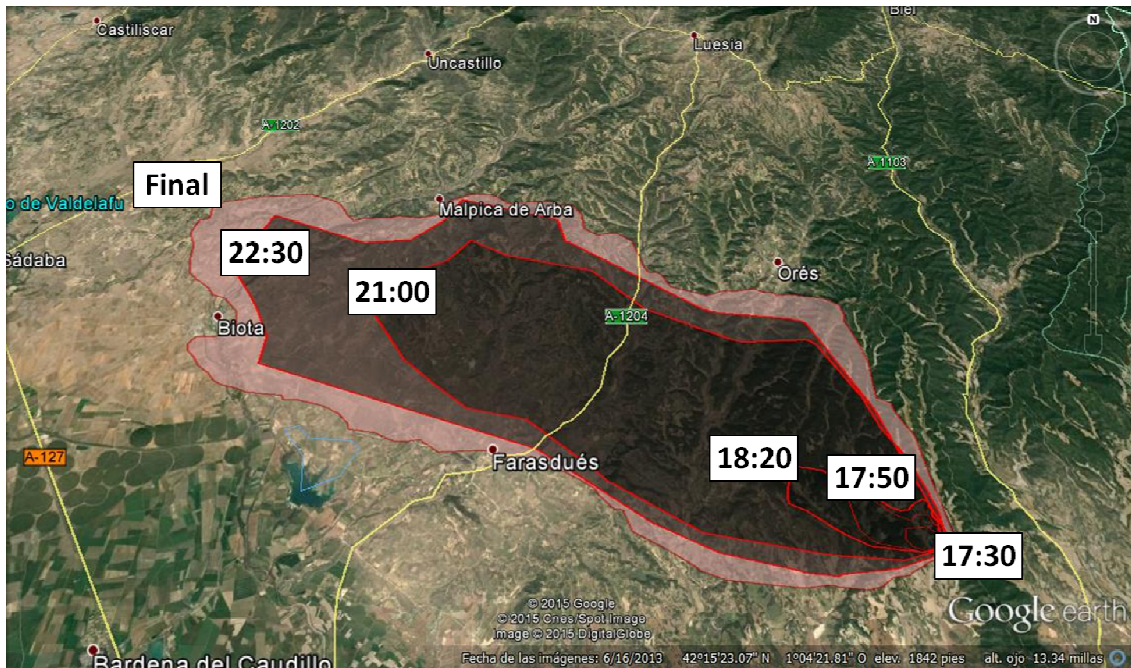 Biel
Castiliscar
Uncastillo
Luesia
N
A-1202
A-1103
Final
o de Valdelafu
Malpica de Arba
22:30
Sádaba
Orés
21:00
Biota
A-1204
A-127
Farasdués
18:20
17:50
17:30
© 2015 Google
© 2015 Cnes/Spot Image
Image © 2015 DigitalGlobe
Google earth
Bardena del Caudillo
Fecha de las imágenes: 6/16/2013 42°15'23.07" N 1°04'21.81" O elev. 1842 pies alt. ojo 13.34 millas